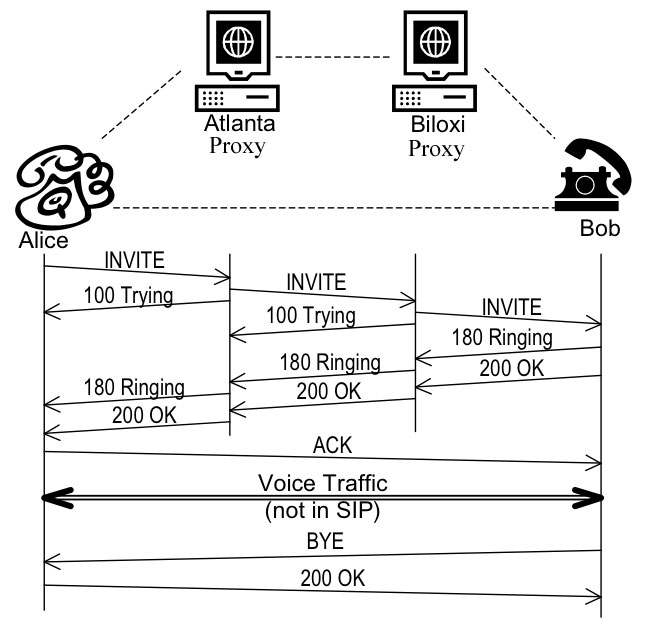 Atlanta
Proxy
Biloxi
Proxy
Alice
Bob
INVITE
INVITE
100 Trying
INVITE
100 Trying
180 Ringing
180 Ringing
200 OK
180 Ringing
200 OK
200 OK
ACK
Voice Traffic
(not in SIP)
BYE
200 OK